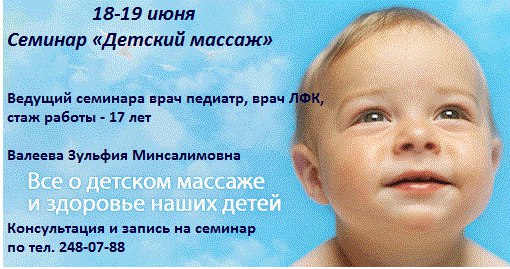 18-19 июня
Семинар «Детский массаж»
Ведущий семинара врач педиатр, врач ЛФК,
стаж работы - 17 лет
Валеева Зульфия Минсалимовна
Все о детском массаже
и здоровье наших детей
Консультация и запись на семинар
по тел. 248-07-88